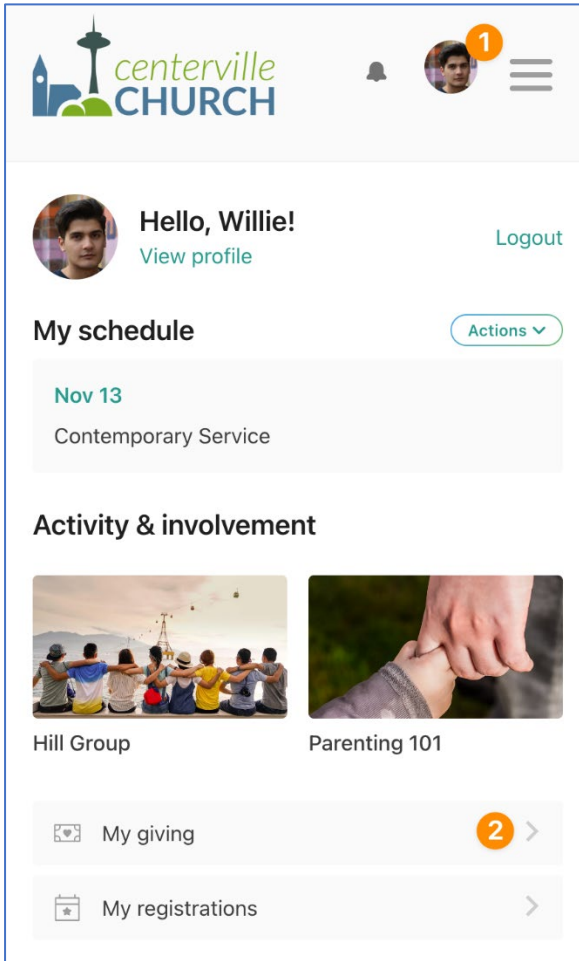 centerville
CHURCH
1
Hello, Willie!
View profile
Logout
My schedule
Actions
Nov 13
Contemporary Service
Activity & involvement
Hill Group
Parenting 101
My giving
2
My registrations